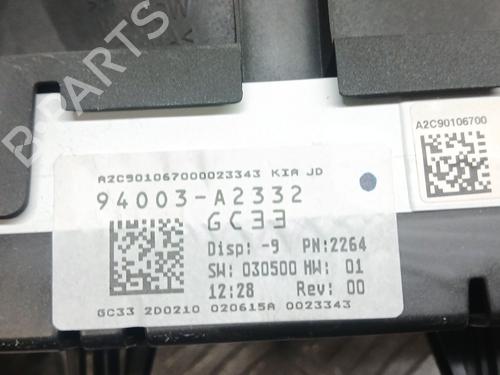 B-PARTS
A2C90106700
A2C901067000023343 KIA JD
94003-A2332
GC33
Disp: -9 PN:2264
SW: 030500 HW: 01
12:28 Rev: 00
GC33 2D0210 020615A 0023343